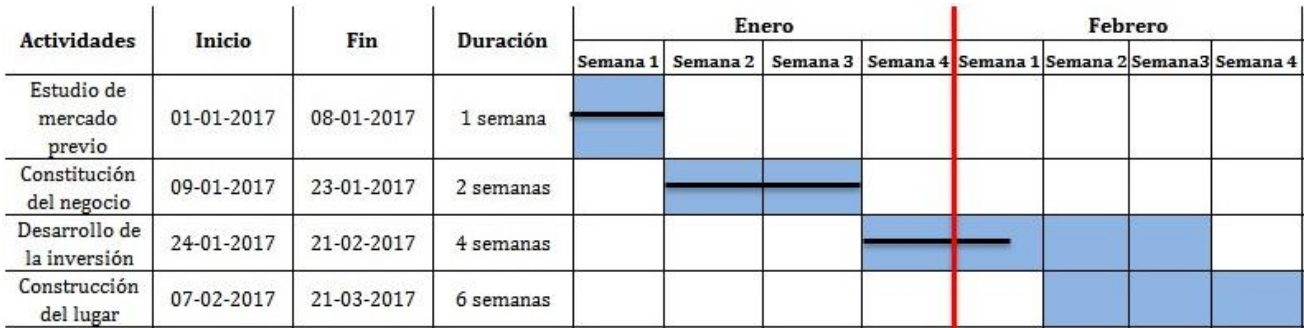 Actividades Inicio Fin Duración Enero Febrero
Semana 1 Semana 2 Semana 3 Semana 4 Semana 1 Semana 2 Semana3 Semana 4
Estudio de
mercado
previo
01-01-2017 08-01-2017 1 semana
Constitución
del negocio
09-01-2017 23-01-2017 2 semanas
Desarrollo de
la inversión
24-01-2017 21-02-2017 4 semanas
Construcción
del lugar
07-02-2017 21-03-2017 6 semanas